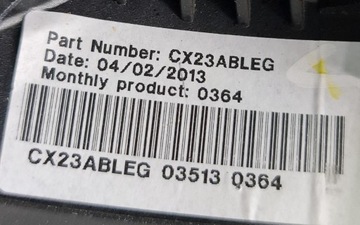 Part Number: CX23ABLEG
Date: 04/02/2013
Monthly product: 0364
CX23ABLEG 03513 0364